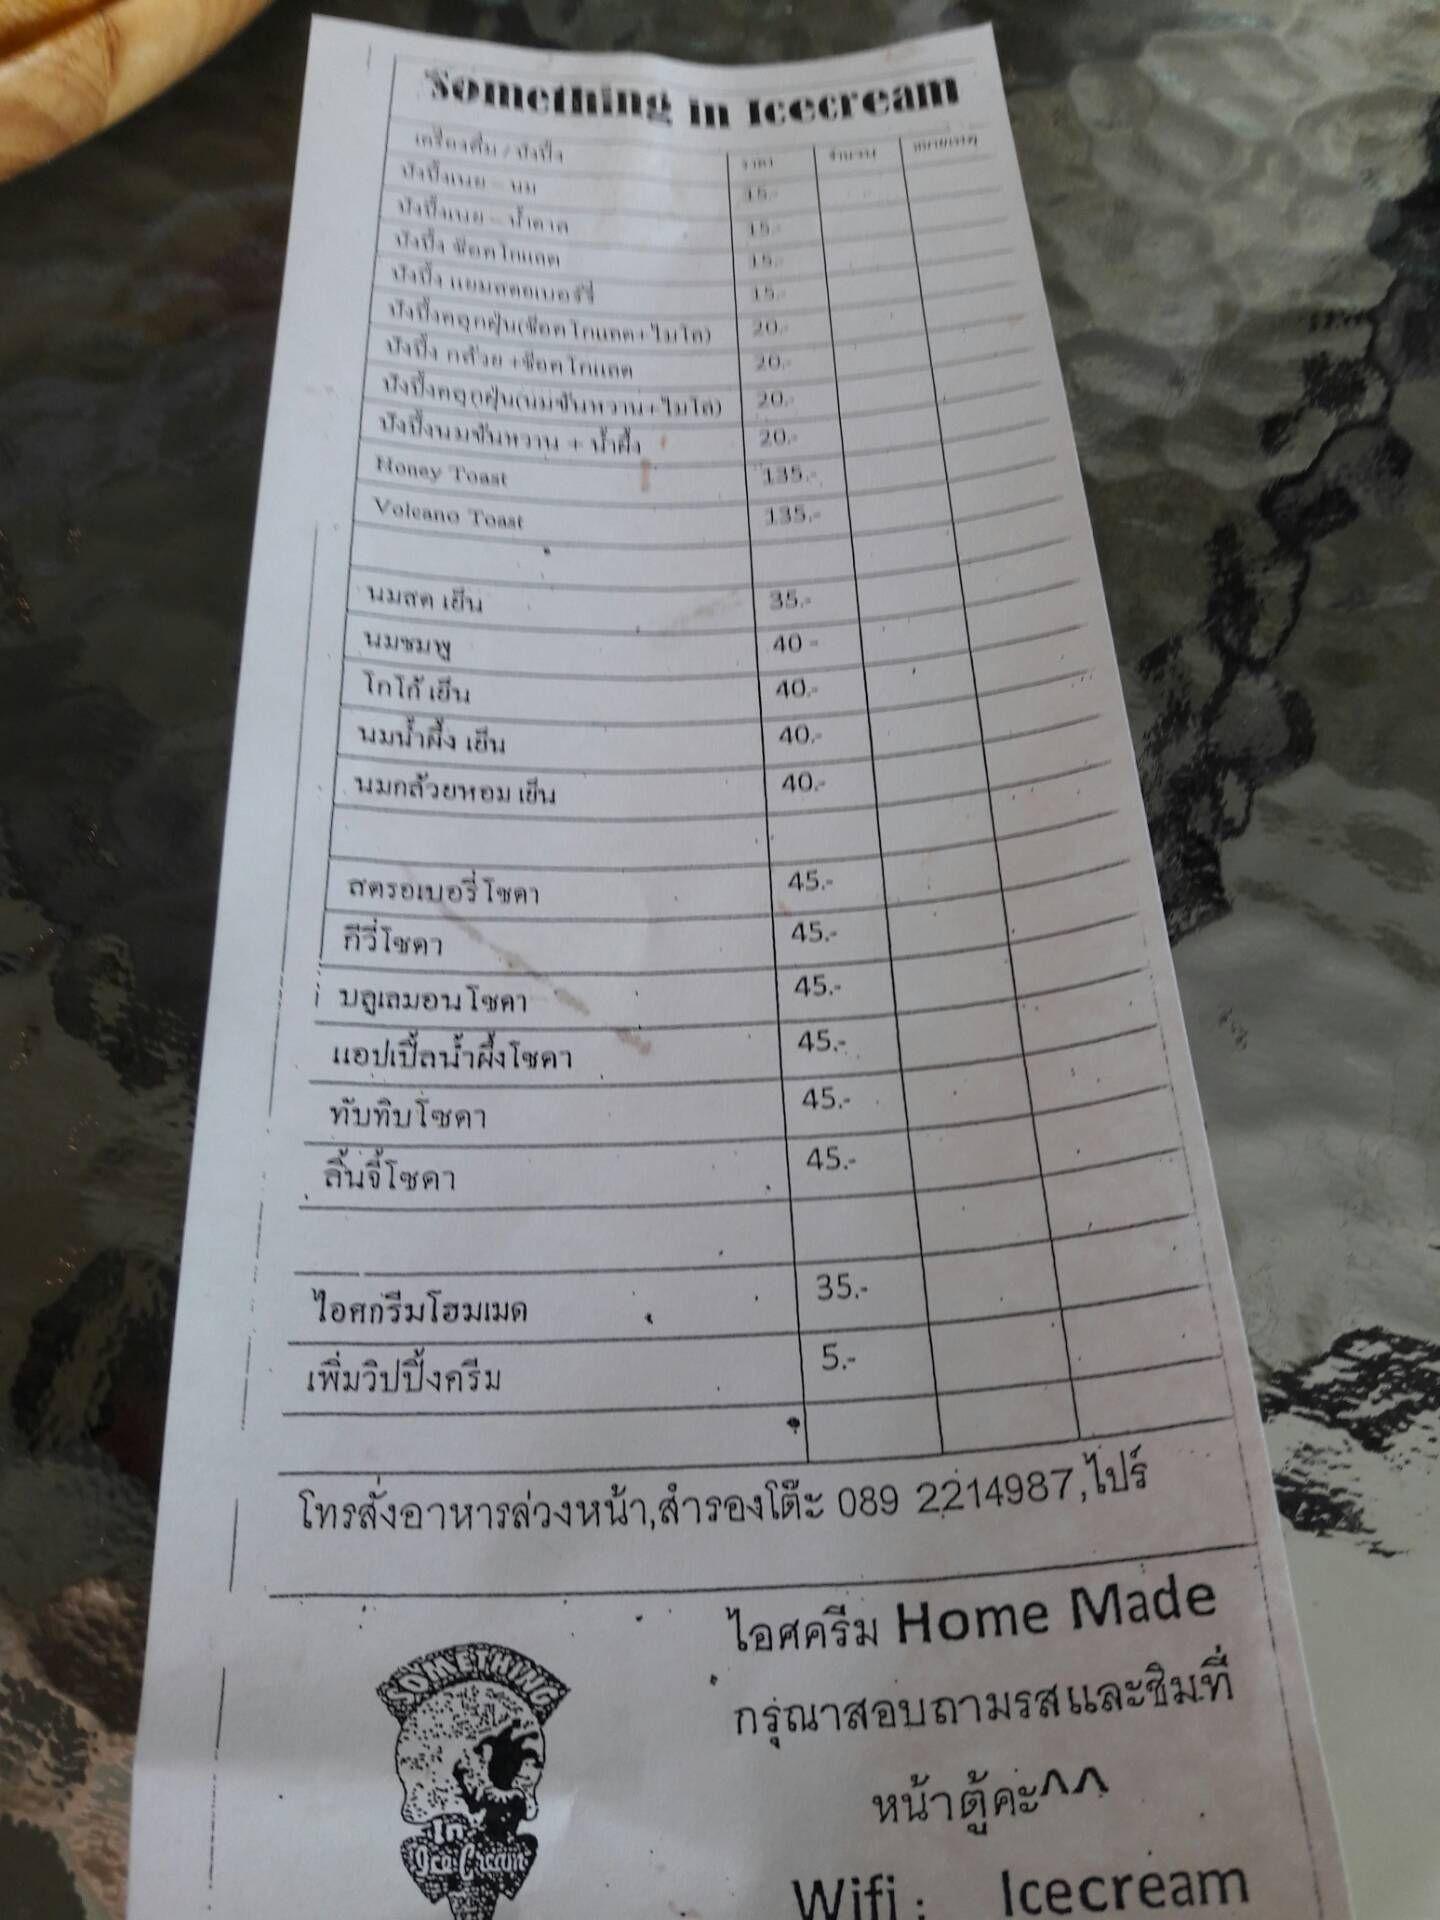 Something in Icecream
เครื่องดื่ม / ปังปิ้ง ราคา จำนวน หมายเหตุ
ปังปิ้งเนย - นม 15.-
ปังปิ้งเนย - น้ำตาล 15.-
ปังปิ้ง ช๊อคโกแลต 15.-
ปังปิ้ง แยมสตอเบอร์รี่ 15.-
ปังปิ้งคลุกฝุ่น(ช๊อคโกแลต+ไมโล) 20.-
ปังปิ้ง กล้วย +ช๊อคโกแลต 20.-
ปังปิ้งคลุกฝุ่น(นมข้นหวาน+ไมโล) 20.-
ปังปิ้งนมข้นหวาน + น้ำผึ้ง 20.-
Honey Toast 135.-
Volcano Toast 135.-
นมสด เย็น 35.-
นมชมพู 40 -
โกโก้ เย็น 40.-
นมน้ำผึ้ง เย็น 40.-
นมกล้วยหอม เย็น 40.-
สตรอเบอรี่โซดา 45.-
กีวี่โซดา 45.-
บลูเลมอนโซดา 45.-
แอปเปิ้ลน้ำผึ้งโซดา 45.-
ทับทิบโซดา 45.-
ลิ้นจี้โซดา 45.-
ไอศกรีมโฮมเมด 35.-
เพิ่มวิปปิ้งครีม 5.-
โทรสั่งอาหารล่วงหน้า,สำรองโต๊ะ 089 2214987,ไปร์
ไอศครีม Home Made
กรุณาสอบถามรสและชิมที่
หน้าตู้คะ^^
Wifi : Icecream
SOMETHING
In
Ice Cream